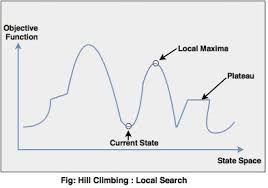 Objective
Function
Local Maxima
Plateau
Current State
State Space
Fig: Hill Climbing : Local Search